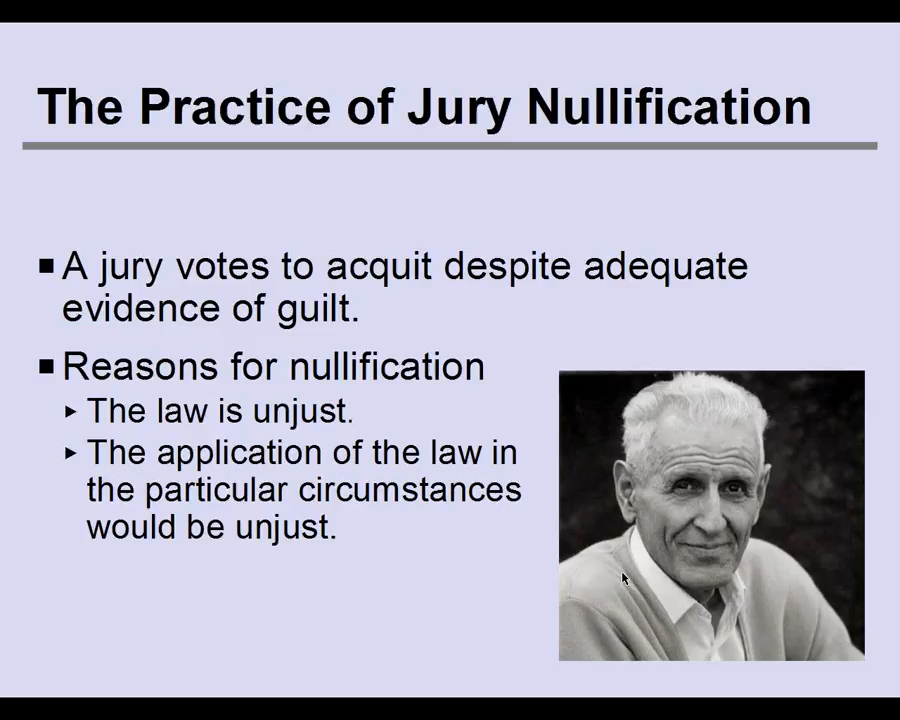 The Practice of Jury Nullification
A jury votes to acquit despite adequate
evidence of guilt.
Reasons for nullification
The law is unjust.
The application of the law in
the particular circumstances
would be unjust.